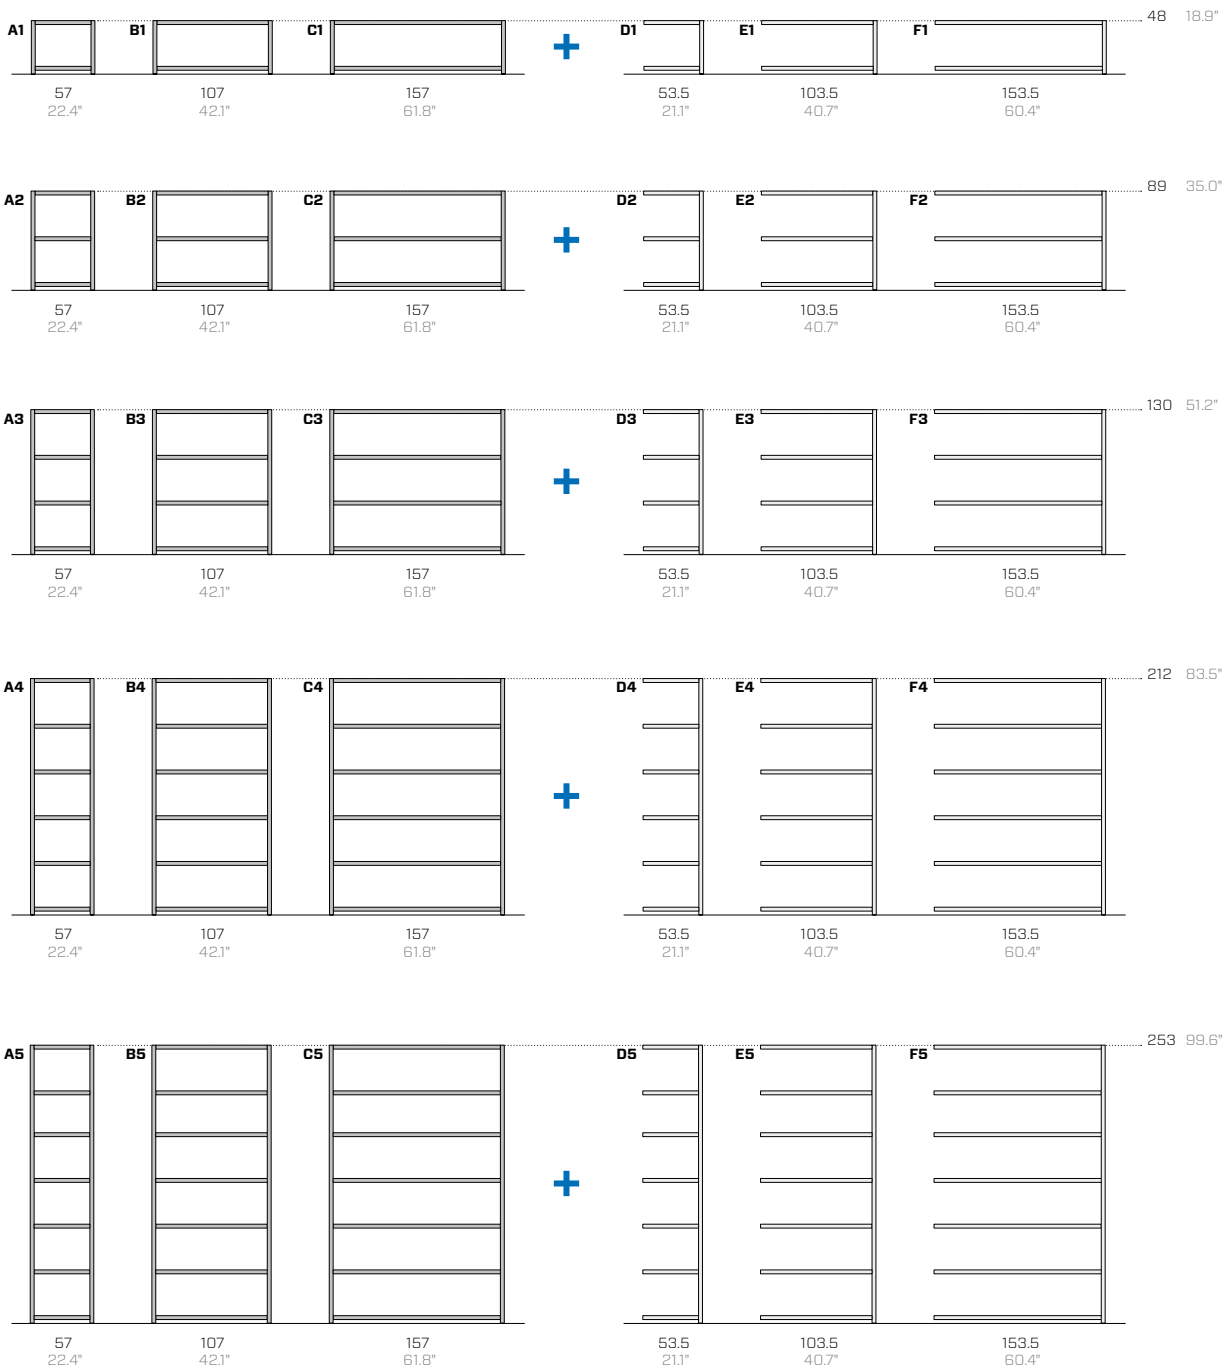 A1 B1 C1 + D1 E1 F1 48 18.9"
57 107 157 53.5 103.5 153.5
22.4" 42.1" 61.8" 21.1" 40.7" 60.4"
A2 B2 C2 + D2 E2 F2 89 35.0"
57 107 157 53.5 103.5 153.5
22.4" 42.1" 61.8" 21.1" 40.7" 60.4"
A3 B3 C3 + D3 E3 F3 130 51.2"
57 107 157 53.5 103.5 153.5
22.4" 42.1" 61.8" 21.1" 40.7" 60.4"
A4 B4 C4 + D4 E4 F4 212 83.5"
57 107 157 53.5 103.5 153.5
22.4" 42.1" 61.8" 21.1" 40.7" 60.4"
A5 B5 C5 + D5 E5 F5 253 99.6"
57 107 157 53.5 103.5 153.5
22.4" 42.1" 61.8" 21.1" 40.7" 60.4"